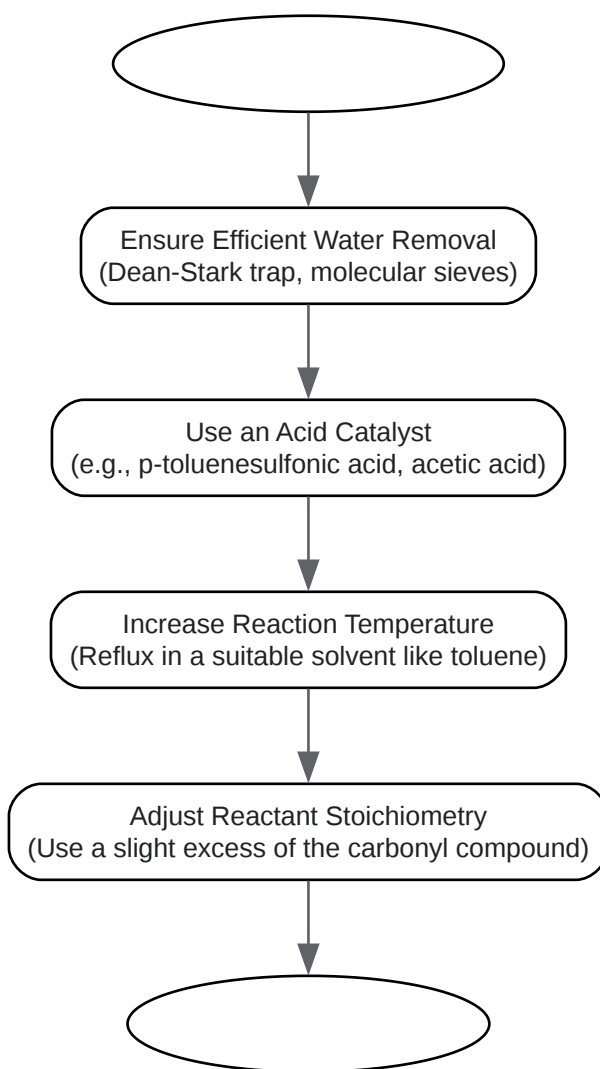 Ensure Efficient Water Removal
(Dean-Stark trap, molecular sieves)
Use an Acid Catalyst
(e.g., p-toluenesulfonic acid, acetic acid)
Increase Reaction Temperature
(Reflux in a suitable solvent like toluene)
Adjust Reactant Stoichiometry
(Use a slight excess of the carbonyl compound)